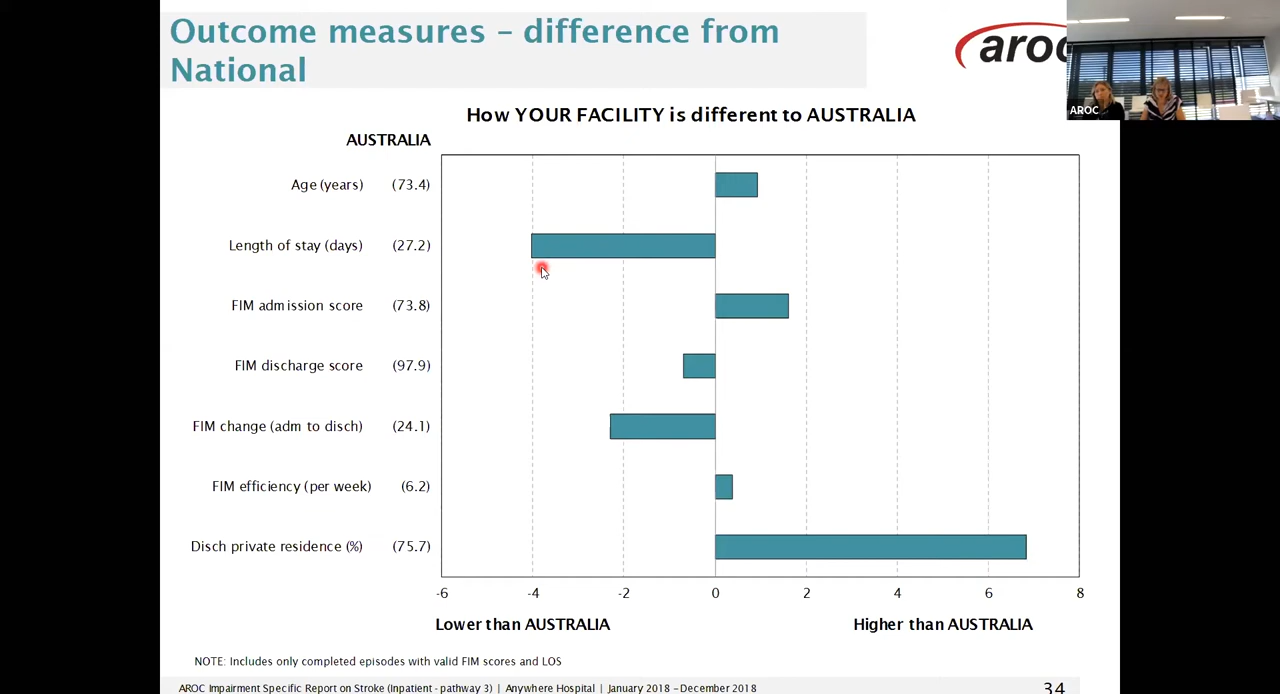 Outcome measures – difference from
National
aroc
AROC
How YOUR FACILITY is different to AUSTRALIA
AUSTRALIA
Age (years) (73.4)
Length of stay (days) (27.2)
FIM admission score (73.8)
FIM discharge score (97.9)
FIM change (adm to disch) (24.1)
FIM efficiency (per week) (6.2)
Disch private residence (%) (75.7)
-6 -4 -2 0 2 4 6 8
Lower than AUSTRALIA Higher than AUSTRALIA
NOTE: Includes only completed episodes with valid FIM scores and LOS
AROC Impairment Specific Report on Stroke (Inpatient - pathway 3) | Anywhere Hospital | January 2018 – December 2018 34